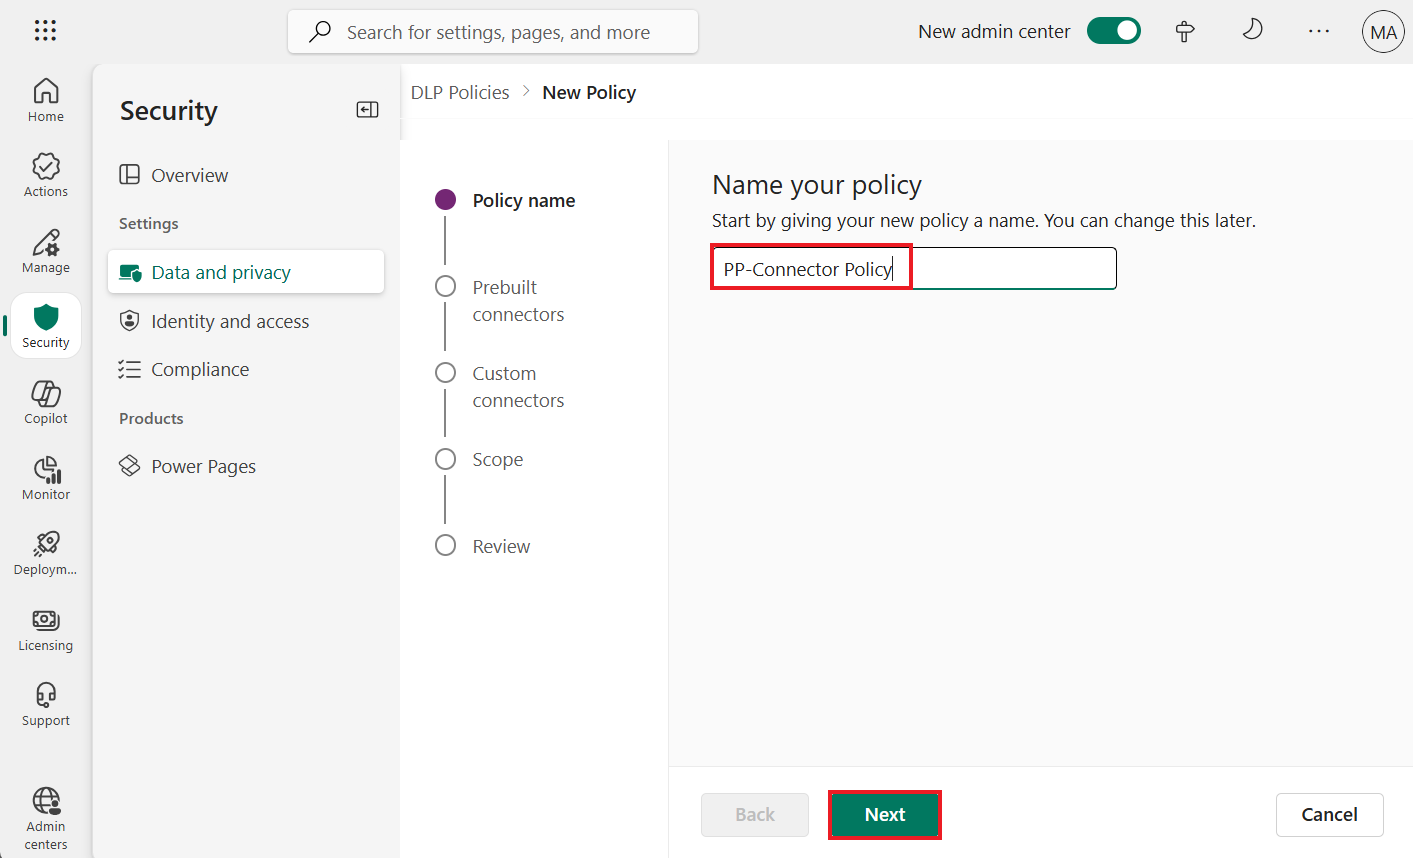 Search for settings, pages, and more
New admin center
MA
Home
Actions
Manage
Security
Copilot
Monitor
Deploym...
Licensing
Support
Admin
centers
Security
Overview
Settings
Data and privacy
Identity and access
Compliance
Products
Power Pages
DLP Policies > New Policy
Policy name
Prebuilt
connectors
Custom
connectors
Scope
Review
Name your policy
Start by giving your new policy a name. You can change this later.
PP-Connector Policy
Back
Next
Cancel